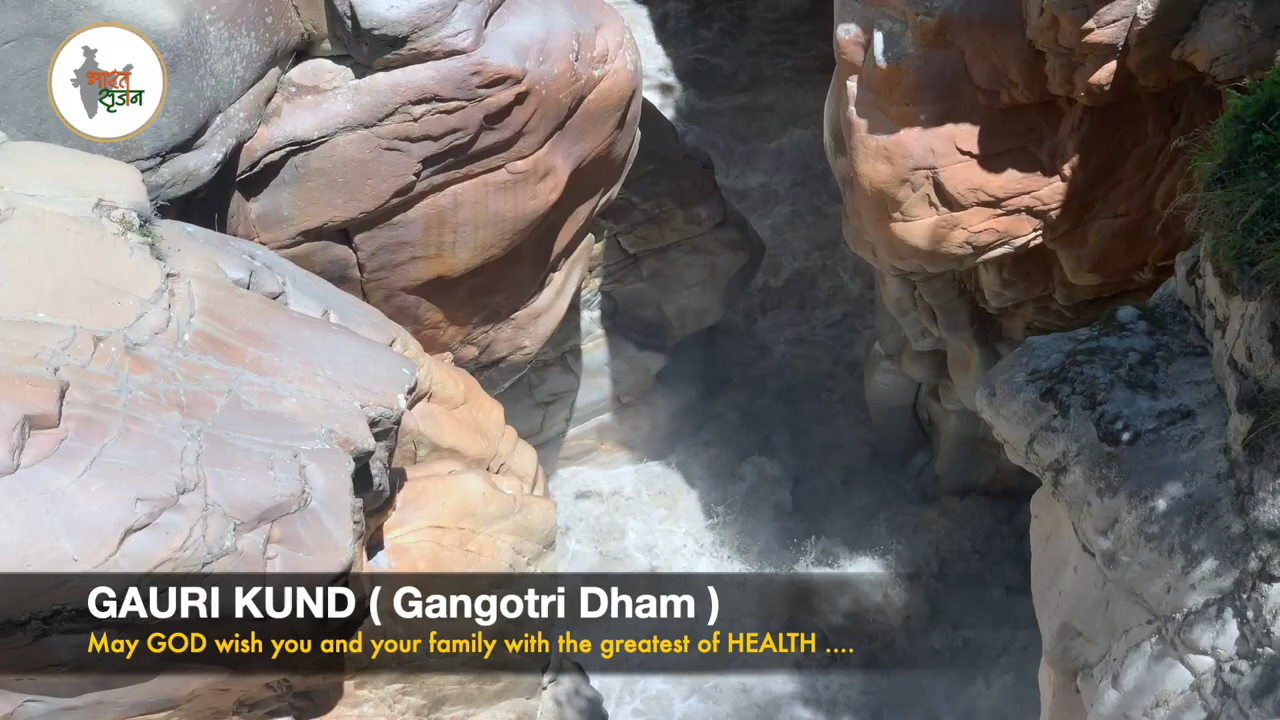 भारत
सृजन
GAURI KUND ( Gangotri Dham )
May GOD wish you and your family with the greatest of HEALTH ....